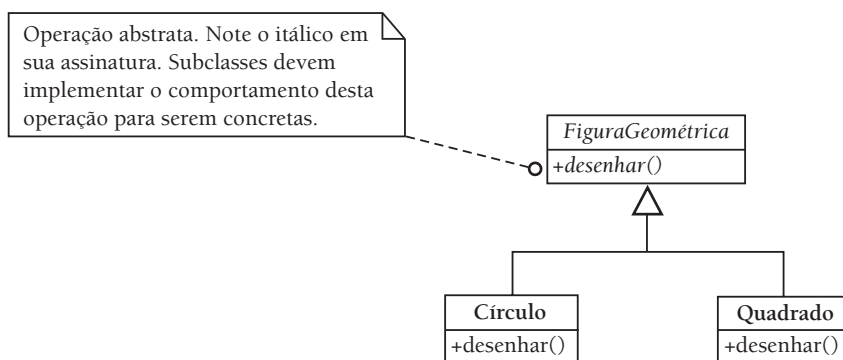 Operação abstrata. Note o itálico em
sua assinatura. Subclasses devem
implementar o comportamento desta
operação para serem concretas.
FiguraGeométrica
+desenhar()
Círculo
+desenhar()
Quadrado
+desenhar()